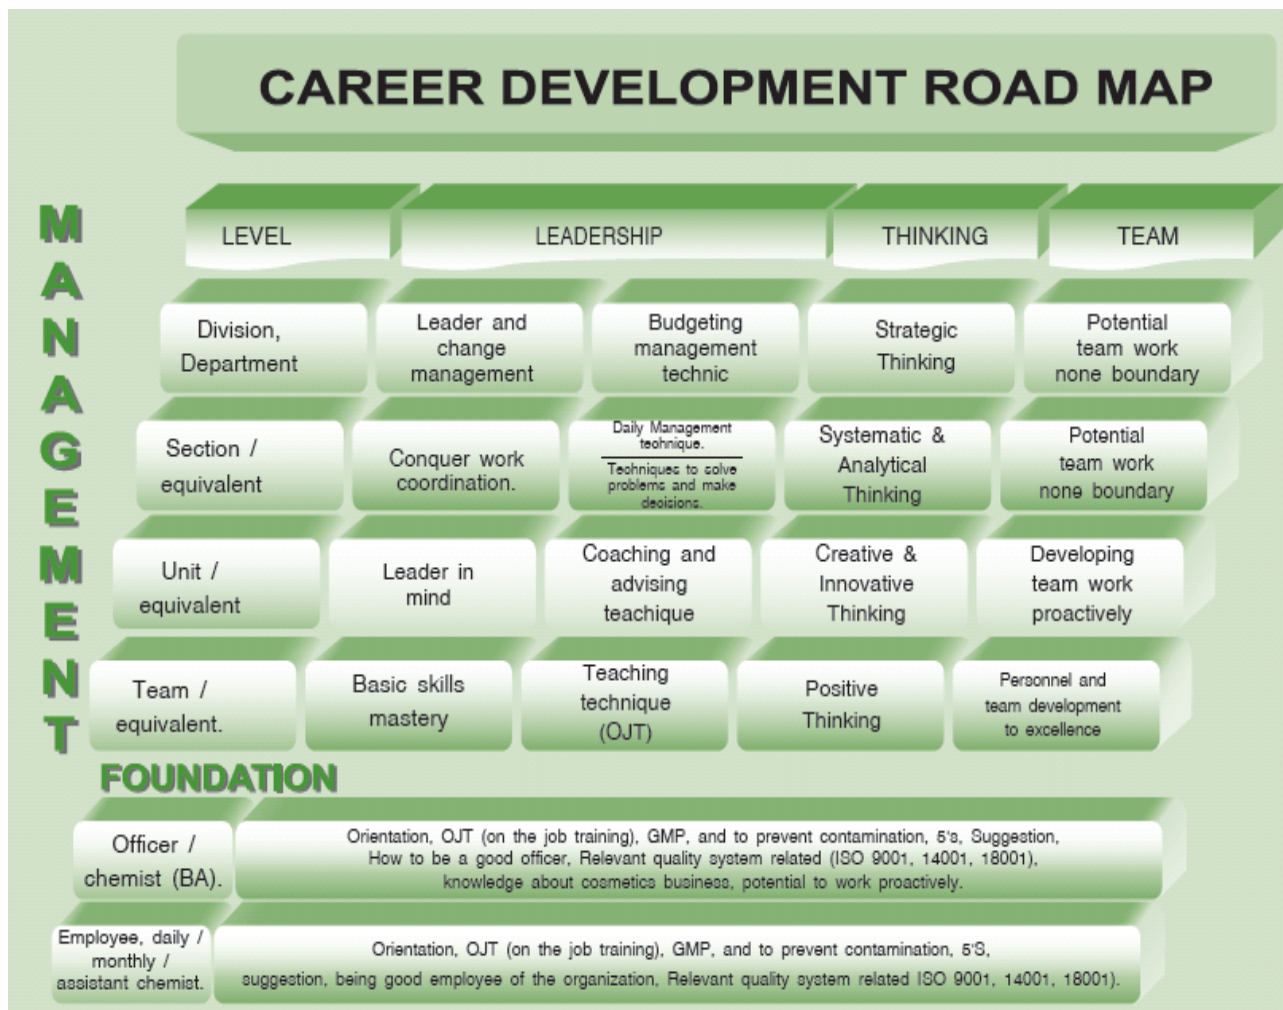 CAREER DEVELOPMENT ROAD MAP
MANAGEMENT
LEVEL
LEADERSHIP
THINKING
TEAM
Division,
Department
Leader and
change
management
Budgeting
management
technic
Strategic
Thinking
Potential
team work
none boundary
Section /
equivalent
Conquer work
coordination.
Daily Management
technique.
Techniques to solve
problems and make
decisions.
Systematic &
Analytical
Thinking
Potential
team work
none boundary
Unit /
equivalent
Leader in
mind
Coaching and
advising
teachique
Creative &
Innovative
Thinking
Developing
team work
proactively
Team /
equivalent.
Basic skills
mastery
Teaching
technique
(OJT)
Positive
Thinking
Personnel and
team development
to excellence
FOUNDATION
Officer /
chemist (BA).
Orientation, OJT (on the job training), GMP, and to prevent contamination, 5's, Suggestion,
How to be a good officer, Relevant quality system related (ISO 9001, 14001, 18001),
knowledge about cosmetics business, potential to work proactively.
Employee, daily /
monthly /
assistant chemist.
Orientation, OJT (on the job training), GMP, and to prevent contamination, 5'S,
suggestion, being good employee of the organization, Relevant quality system related ISO 9001, 14001, 18001).